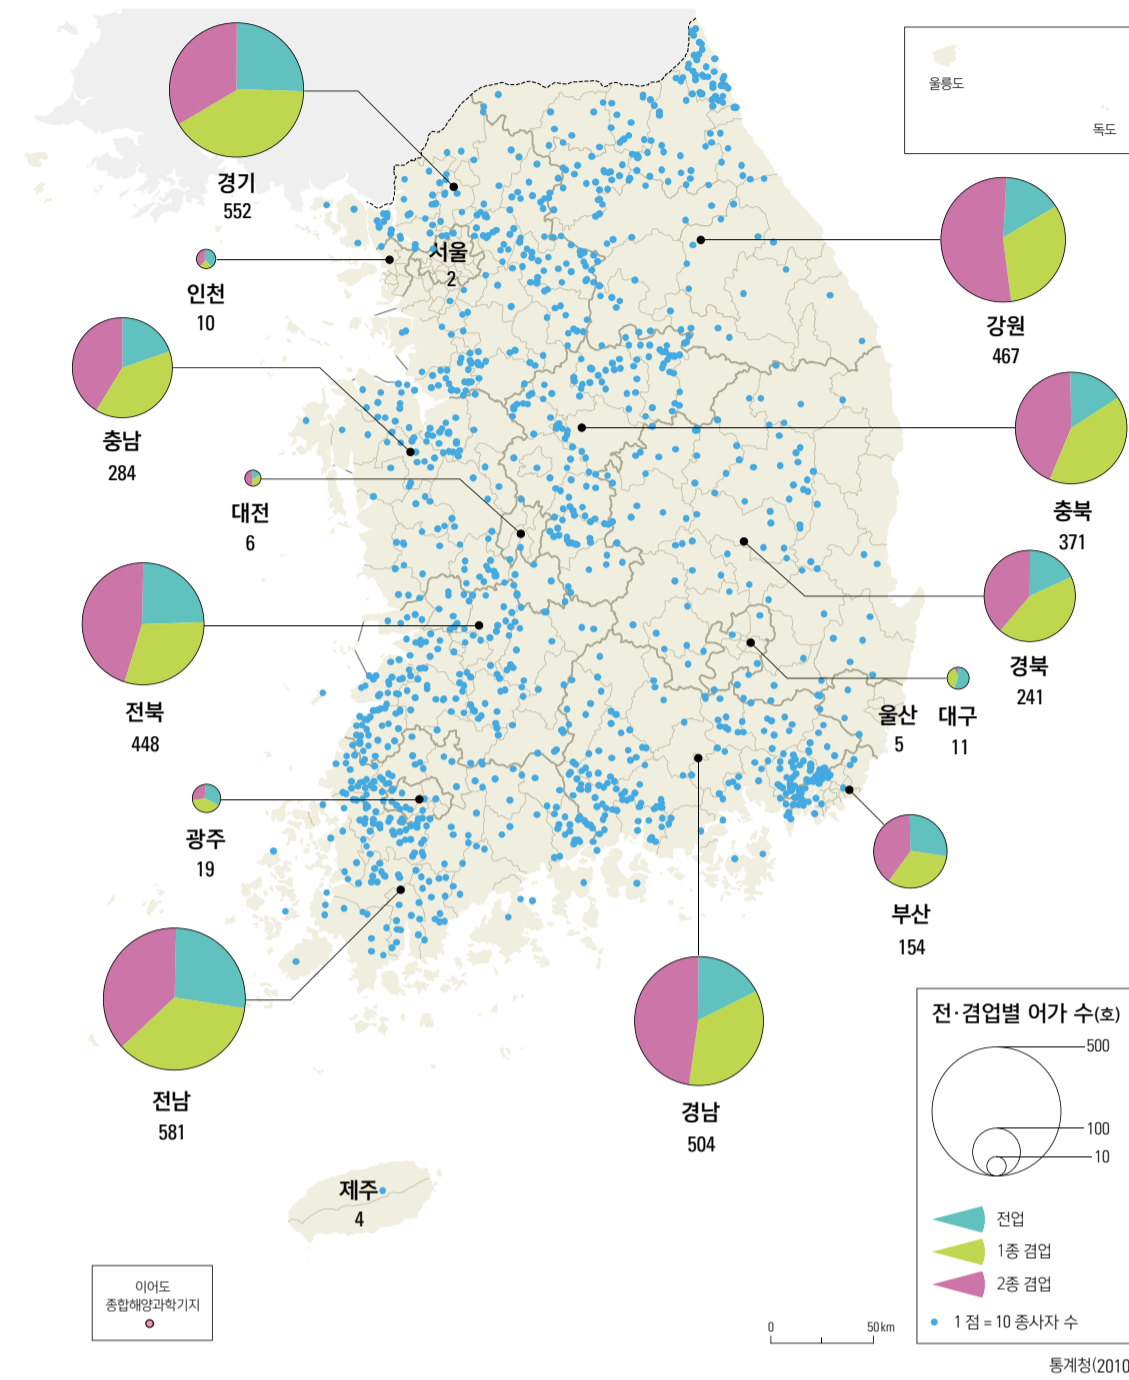 울릉도
독도
경기
552
서울
2
인천
10
강원
467
충남
284
충북
371
대전
6
경북
241
전북
448
울산
5
대구
11
광주
19
부산
154
전남
581
경남
504
제주
4
이어도
종합해양과학기지
전·겸업별 어가 수(호)
500
100
10
전업
1종 겸업
2종 겸업
1 점 = 10 종사자 수
0 50 km
통계청(2010